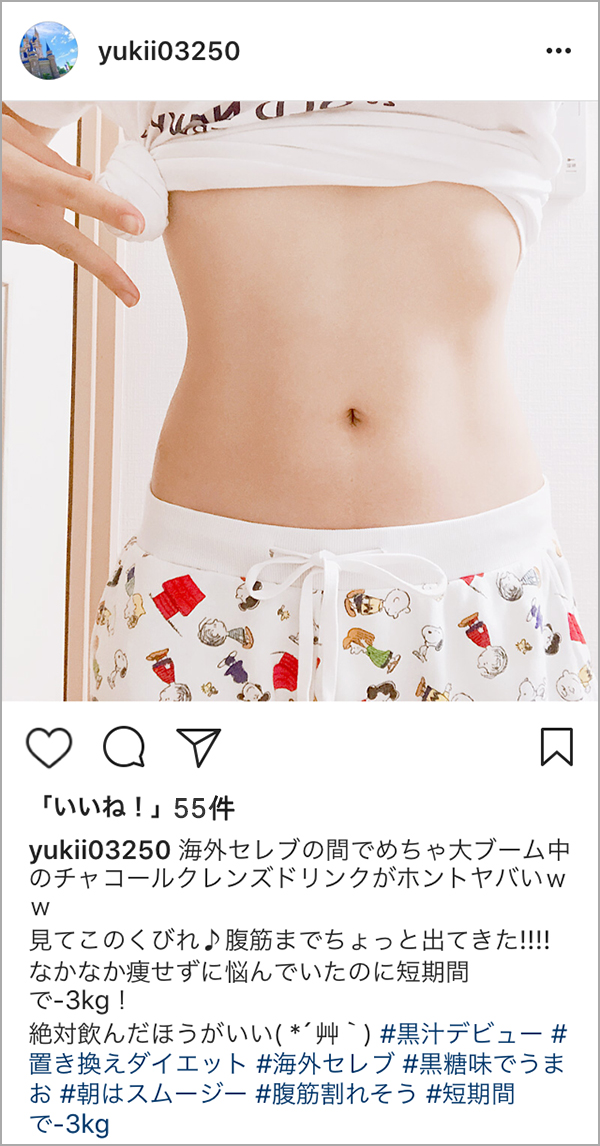 yukii03250
「いいね！」55件
yukii03250 海外セレブの間でめちゃ大ブーム中
のチャコールクレンズドリンクがホントヤバいｗ
ｗ
見てこのくびれ♪腹筋までちょっと出てきた!!!!
なかなか痩せずに悩んでいたのに短期間
で-3kg！
絶対飲んだほうがいい( *´艸｀) #黒汁デビュー #
置き換えダイエット #海外セレブ #黒糖味でうま
お #朝はスムージー #腹筋割れそう #短期間
で-3kg